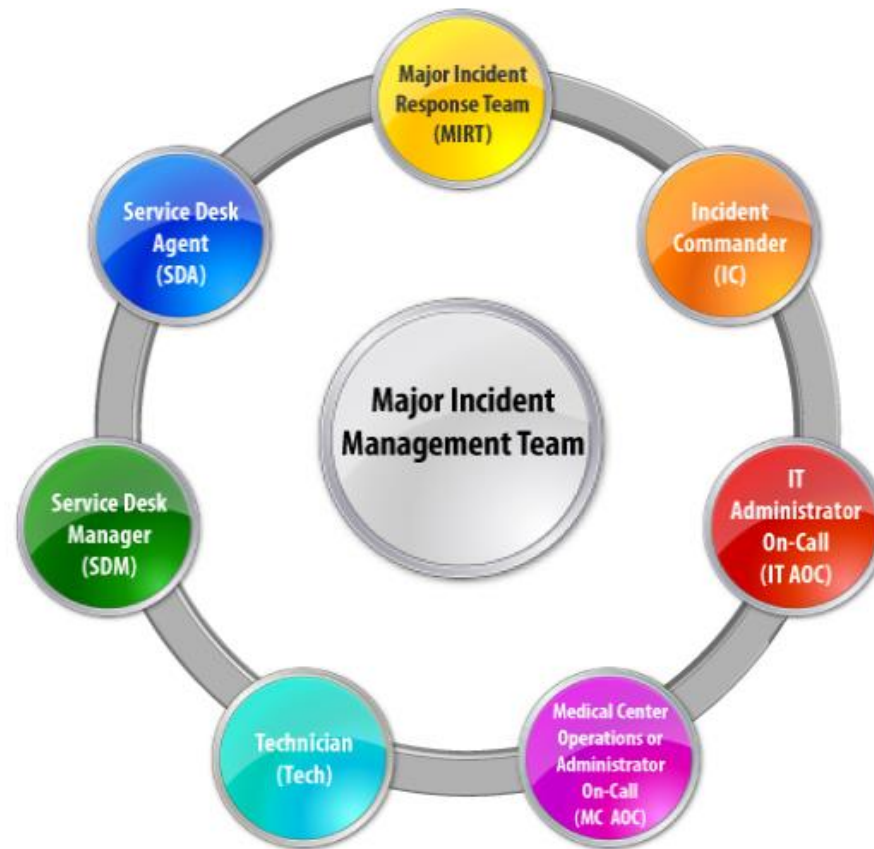 Major Incident
Response Team
(MIRT)
Service Desk
Agent
(SDA)
Incident
Commander
(IC)
Major Incident
Management Team
Service Desk
Manager
(SDM)
IT
Administrator
On-Call
(IT AOC)
Technician
(Tech)
Medical Center
Operations or
Administrator
On-Call
(MC AOC)